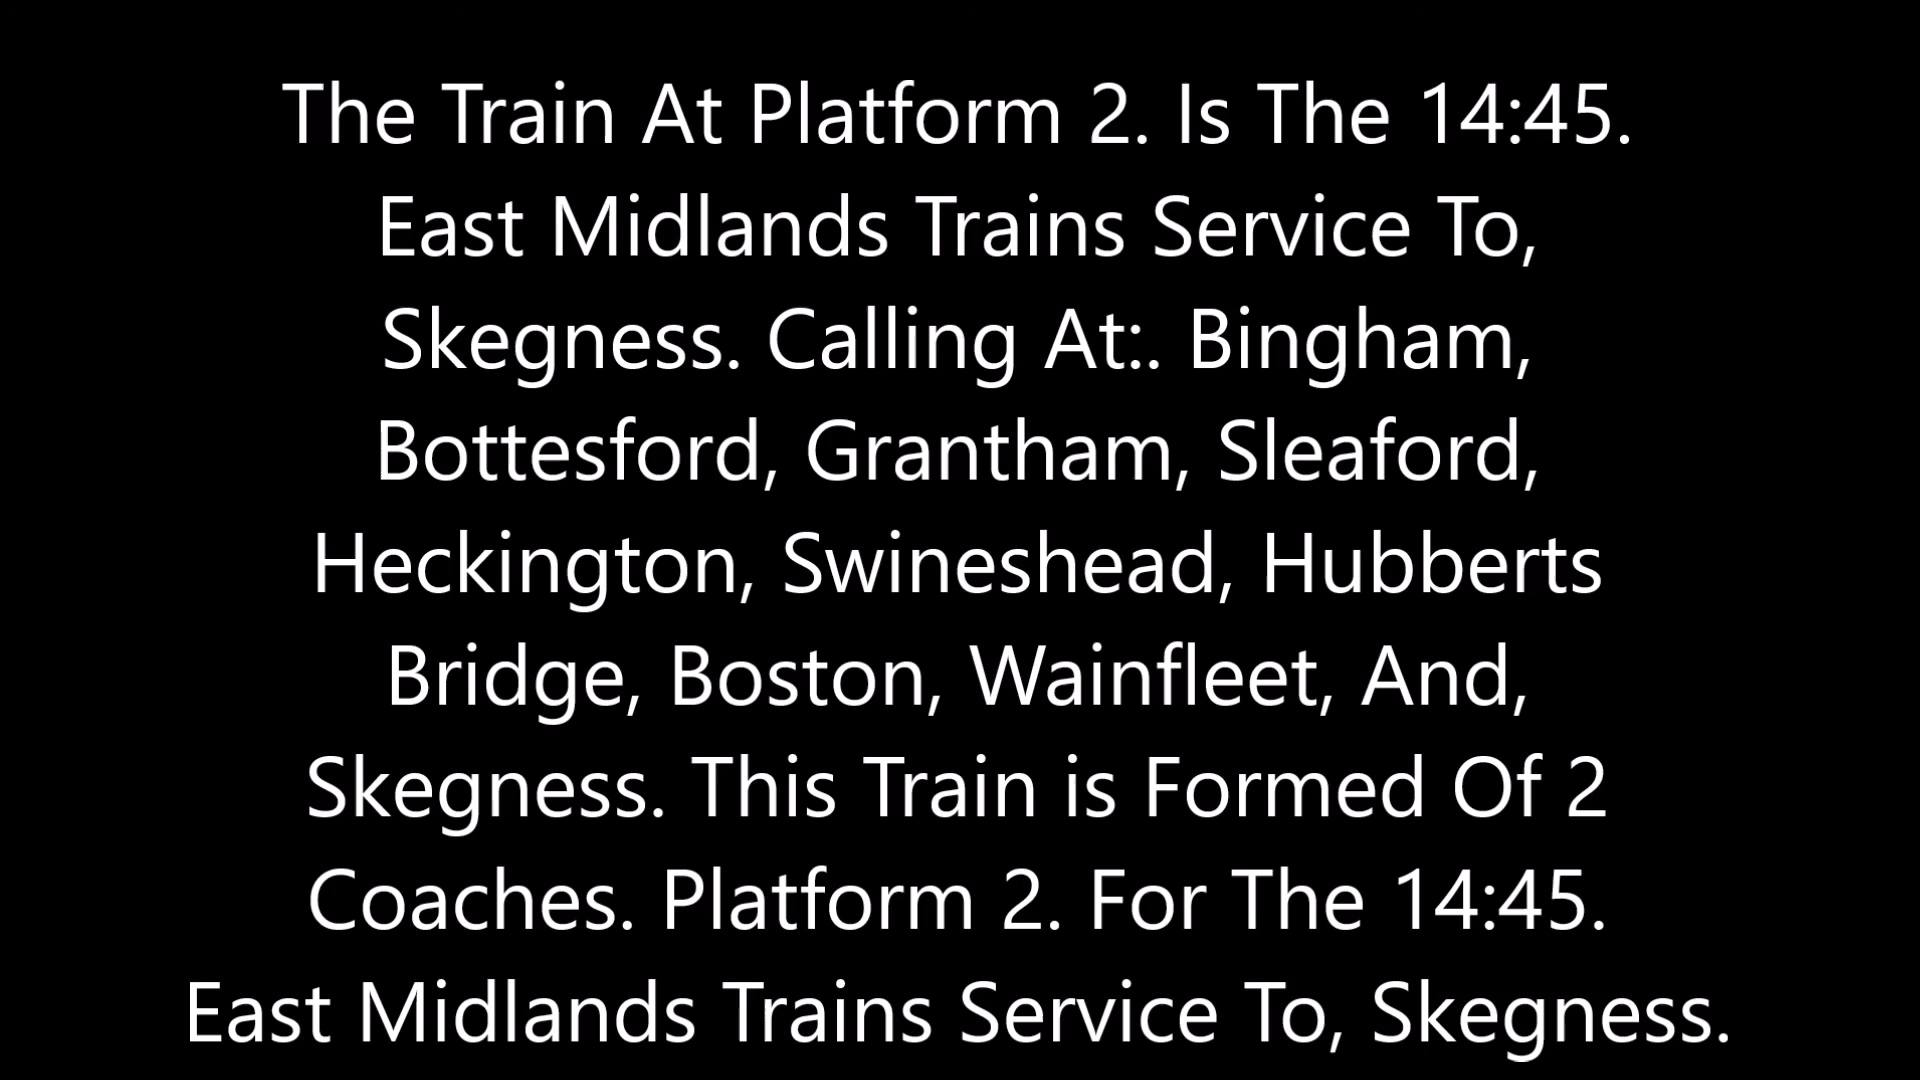 The Train At Platform 2. Is The 14:45.
East Midlands Trains Service To,
Skegness. Calling At:. Bingham,
Bottesford, Grantham, Sleaford,
Heckington, Swineshead, Hubberts
Bridge, Boston, Wainfleet, And,
Skegness. This Train is Formed Of 2
Coaches. Platform 2. For The 14:45.
East Midlands Trains Service To, Skegness.